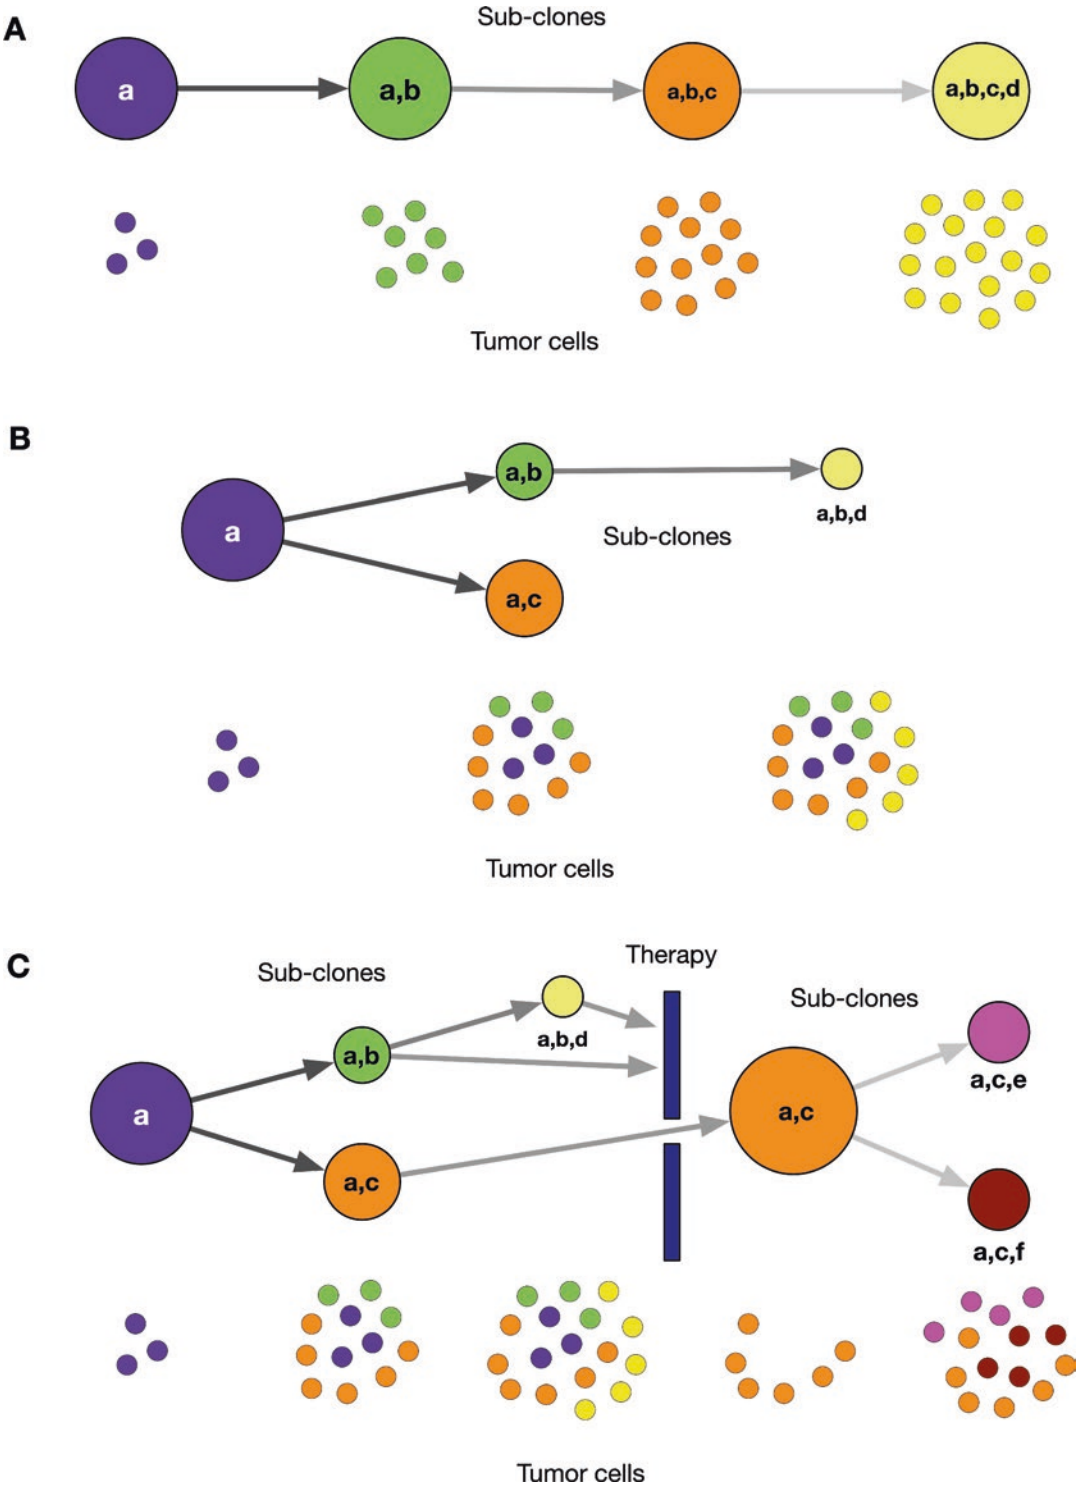 A
Sub-clones
a
a,b
a,b,c
a,b,c,d
Tumor cells
B
a
a,b
a,b,d
Sub-clones
a,c
Tumor cells
C
Sub-clones
Therapy
Sub-clones
a
a,b
a,b,d
a,c
a,c
a,c,e
a,c,f
Tumor cells